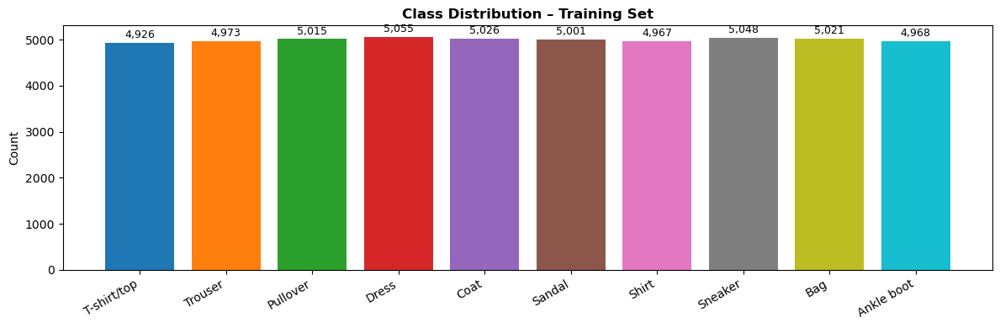 Class Distribution – Training Set
4,926 4,973 5,015 5,055 5,026 5,001 4,967 5,048 5,021 4,968
5000
4000
3000
2000
1000
0
Count
T-shirt/top Trouser Pullover Dress Coat Sandal Shirt Sneaker Bag Ankle boot